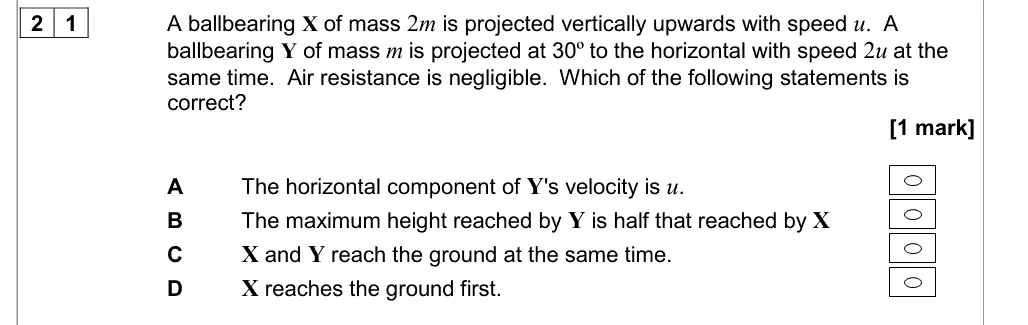 2 1 A ballbearing X of mass 2m is projected vertically upwards with speed u. A
ballbearing Y of mass m is projected at 30º to the horizontal with speed 2u at the
same time. Air resistance is negligible. Which of the following statements is
correct?
[1 mark]
A The horizontal component of Y's velocity is u.
B The maximum height reached by Y is half that reached by X
C X and Y reach the ground at the same time.
D X reaches the ground first.